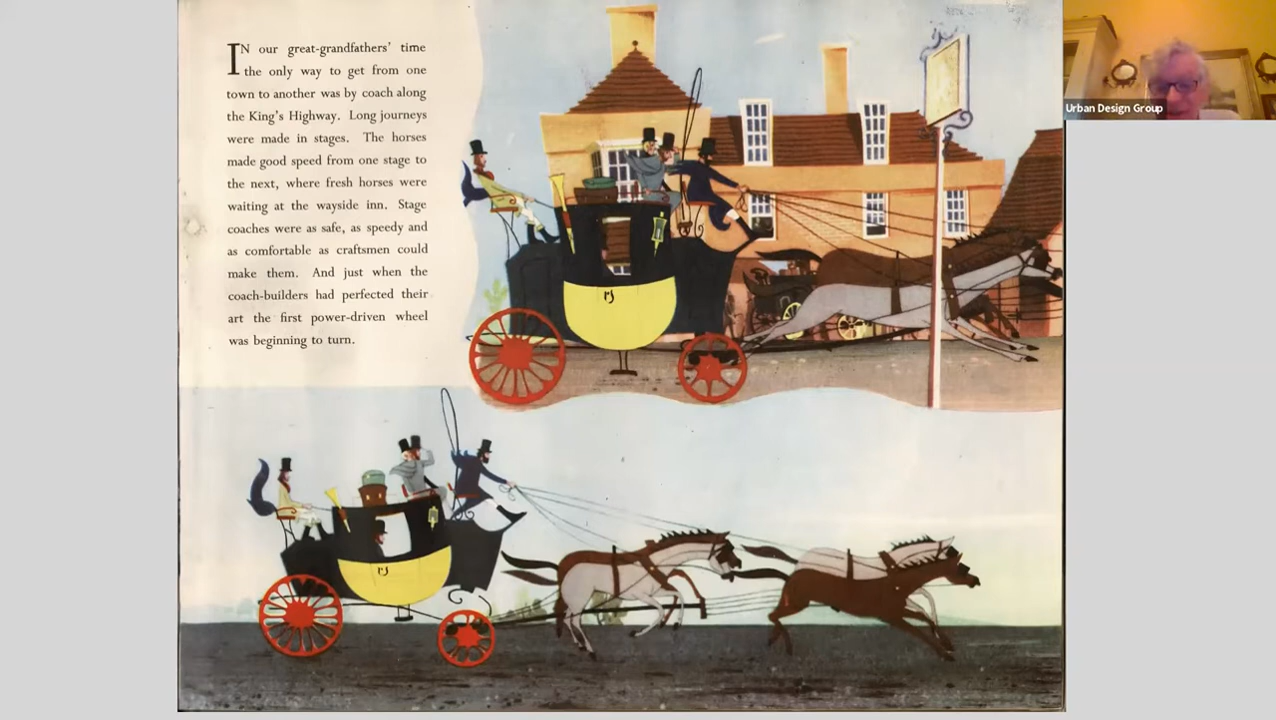 IN our great-grandfathers' time
the only way to get from one
town to another was by coach along
the King's Highway. Long journeys
were made in stages. The horses
made good speed from one stage to
the next, where fresh horses were
waiting at the wayside inn. Stage
coaches were as safe, as speedy and
as comfortable as craftsmen could
make them. And just when the
coach-builders had perfected their
art the first power-driven wheel
was beginning to turn.
Urban Design Group